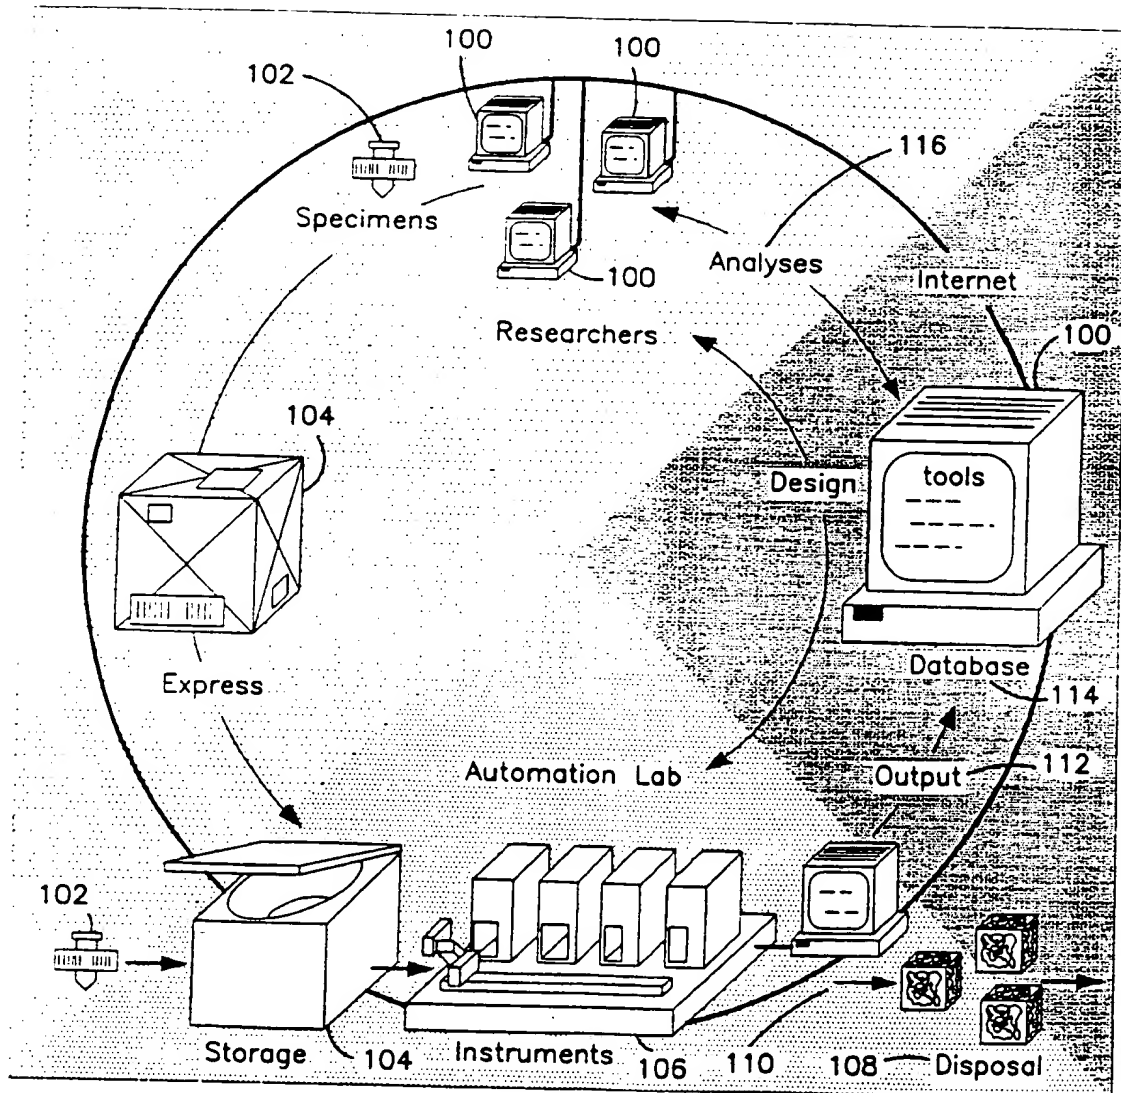 100
100
102
116
Specimens
100
Analyses
Internet
Researchers
100
104
tools
Design
Express
Database
114
Automation Lab
Output
112
102
Storage
104
Instruments
106
110
108
Disposal